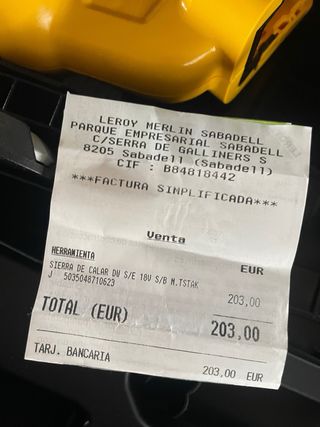 LEROY MERLIN SABADELL
PARQUE EMPRESARIAL SABADELL
C/SERRA DE GALLINERS S
8205 Sabadell (Sabadell)
CIF : B84818442
***FACTURA SIMPLIFICADA***
Venta
HERRAMIENTA EUR
SIERRA DE CALAR DW S/E 18V S/B M.TSTAK
J 5035048710623 203,00
TOTAL (EUR) 203,00
TARJ. BANCARIA 203,00 EUR